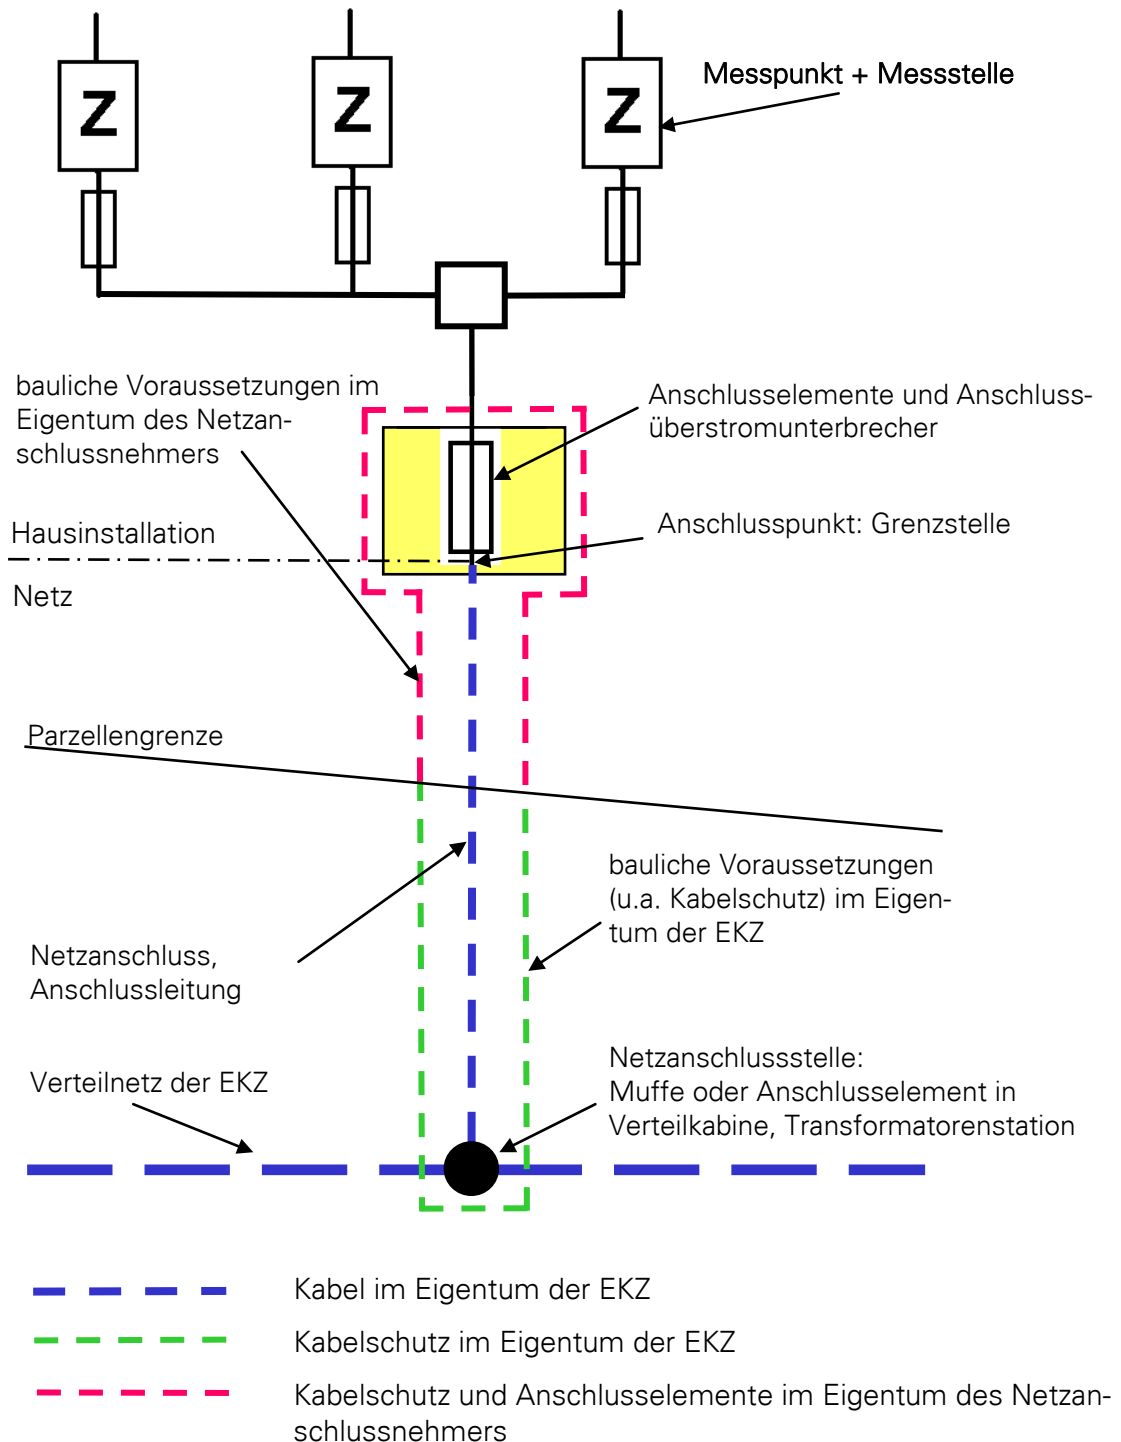 Z
Z
Z
Messpunkt + Messstelle
bauliche Voraussetzungen im
Eigentum des Netzan-
schlussnehmers
Anschlusselemente und Anschluss-
überstromunterbrecher
Hausinstallation
Anschlusspunkt: Grenzstelle
Netz
Parzellengrenze
bauliche Voraussetzungen
(u.a. Kabelschutz) im Eigen-
tum der EKZ
Netzanschluss,
Anschlussleitung
Netzanschlussstelle:
Muffe oder Anschlusselement in
Verteilkabine, Transformatorenstation
Verteilnetz der EKZ
Kabel im Eigentum der EKZ
Kabelschutz im Eigentum der EKZ
Kabelschutz und Anschlusselemente im Eigentum des Netzan-
schlussnehmers